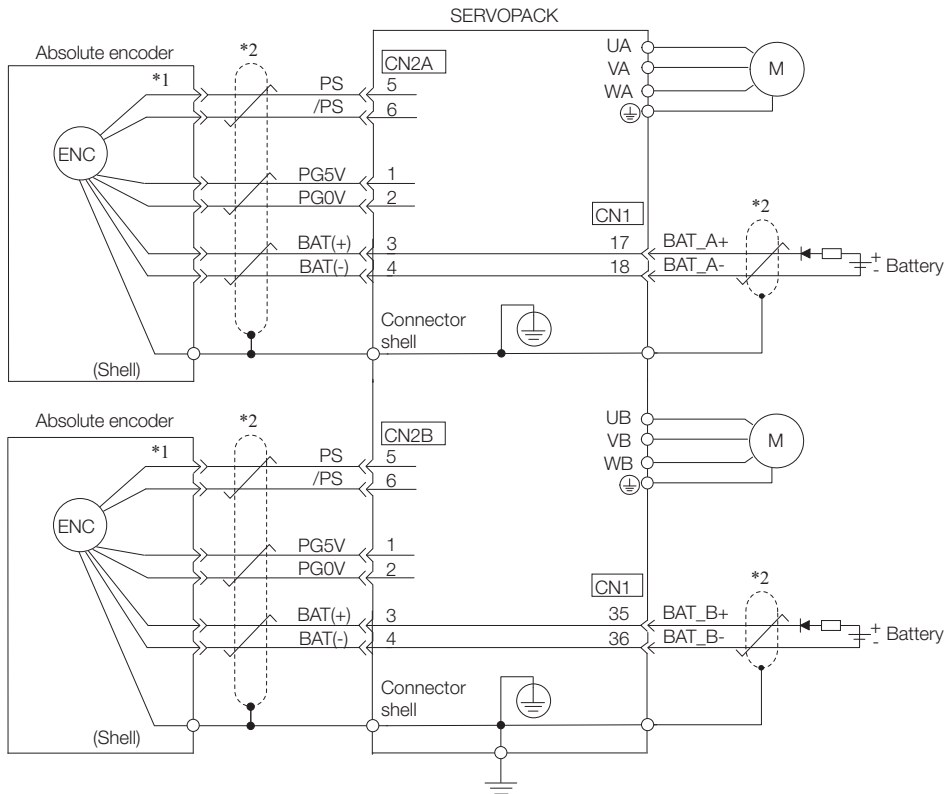 SERVOPACK
Absolute encoder
*2
*1
ENC
PS
/PS
PG5V
PG0V
BAT(+)
BAT(-)
(Shell)
CN2A
5
6
1
2
3
4
Connector
shell
UA
VA
WA
M
CN1
17
18
BAT_A+
BAT_A-
*2
+
-
Battery
Absolute encoder
*2
*1
ENC
PS
/PS
PG5V
PG0V
BAT(+)
BAT(-)
(Shell)
CN2B
5
6
1
2
3
4
Connector
shell
UB
VB
WB
M
CN1
35
36
BAT_B+
BAT_B-
*2
+
-
Battery